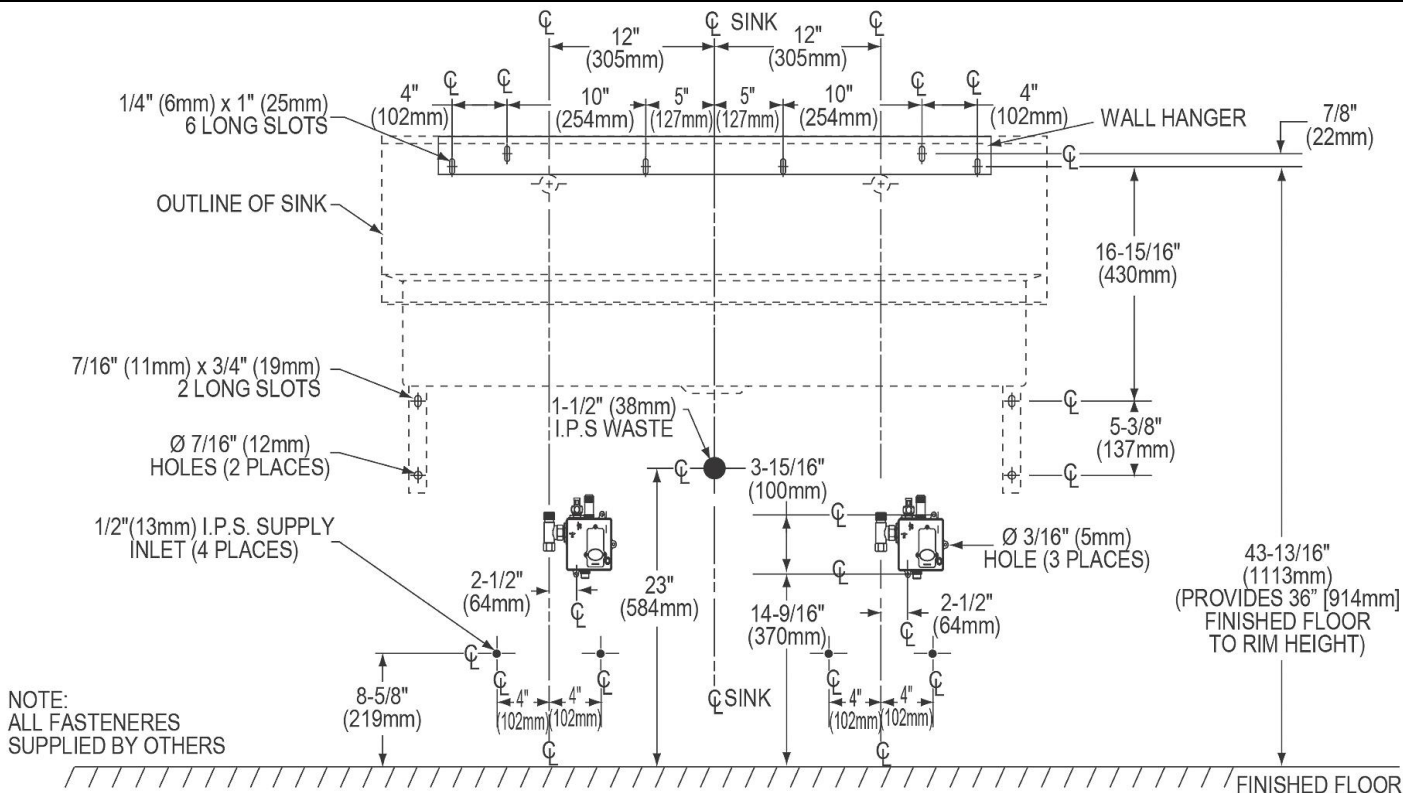 ℄ SINK
℄
℄
12"
(305mm)
12"
(305mm)
4"
(102mm)
℄
℄
10"
(254mm)
5"
(127mm)
5"
(127mm)
10"
(254mm)
℄
℄
4"
(102mm)
1/4" (6mm) x 1" (25mm)
6 LONG SLOTS
WALL HANGER
7/8"
(22mm)
℄
OUTLINE OF SINK
16-15/16"
(430mm)
7/16" (11mm) x 3/4" (19mm)
2 LONG SLOTS
1-1/2" (38mm)
I.P.S WASTE
℄
5-3/8"
(137mm)
℄
Ø 7/16" (12mm)
HOLES (2 PLACES)
℄
3-15/16"
(100mm)
℄
℄
1/2"(13mm) I.P.S. SUPPLY
INLET (4 PLACES)
Ø 3/16" (5mm)
HOLE (3 PLACES)
43-13/16"
(1113mm)
(PROVIDES 36” [914mm]
FINISHED FLOOR
TO RIM HEIGHT)
2-1/2"
(64mm)
℄
23"
(584mm)
14-9/16"
(370mm)
℄
2-1/2"
(64mm)
℄
8-5/8"
(219mm)
℄
4"
(102mm)
4"
(102mm)
℄
℄
℄ SINK
℄
4"
(102mm)
4"
(102mm)
℄
℄
NOTE:
ALL FASTENERES
SUPPLIED BY OTHERS
FINISHED FLOOR